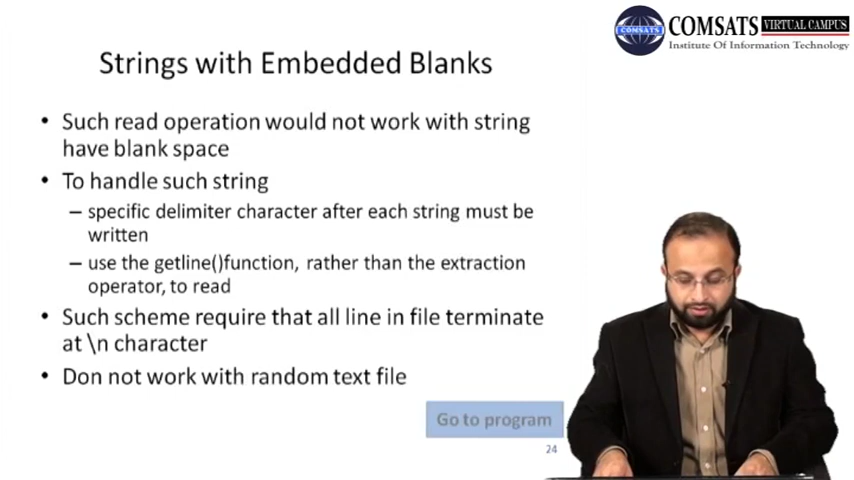 COMSATS VIRTUAL CAMPUS
COMSATS
Institute Of Information Technology
Strings with Embedded Blanks
• Such read operation would not work with string
have blank space
• To handle such string
– specific delimiter character after each string must be
written
– use the getline()function, rather than the extraction
operator, to read
• Such scheme require that all line in file terminate
at \n character
• Don not work with random text file
Go to program
24